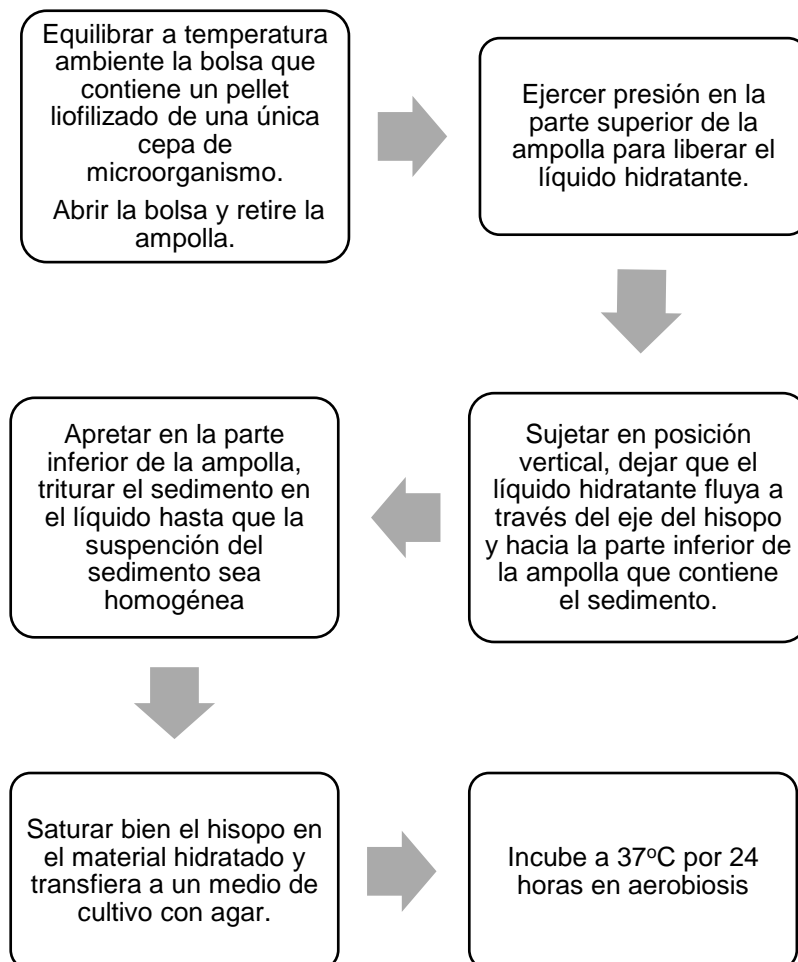 Equilibrar a temperatura
ambiente la bolsa que
contiene un pellet
liofilizado de una única
cepa de
microorganismo.
Abrir la bolsa y retire la
ampolla.
Ejercer presión en la
parte superior de la
ampolla para liberar el
líquido hidratante.
Sujetar en posición
vertical, dejar que el
líquido hidratante fluya a
través del eje del hisopo
y hacia la parte inferior de
la ampolla que contiene
el sedimento.
Apretar en la parte
inferior de la ampolla,
triturar el sedimento en
el líquido hasta que la
suspención del
sedimento sea
homogénea
Saturar bien el hisopo en
el material hidratado y
transfiera a un medio de
cultivo con agar.
Incube a 37ºC por 24
horas en aerobiosis